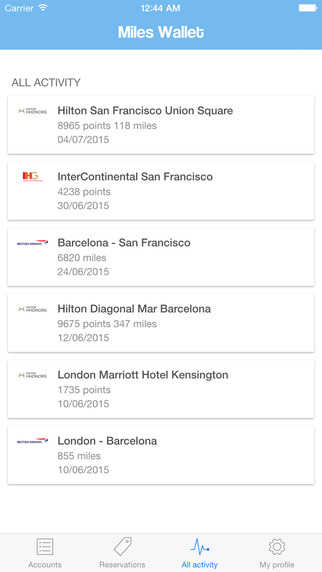 Carrier 12:44 AM
Miles Wallet
ALL ACTIVITY
HILTON
HHONORS
Hilton San Francisco Union Square
8965 points 118 miles
04/07/2015
IHG
InterContinental San Francisco
4238 points
30/06/2015
BRITISH AIRWAYS
Barcelona - San Francisco
6820 miles
24/06/2015
HILTON
HHONORS
Hilton Diagonal Mar Barcelona
9675 points 347 miles
12/06/2015
HILTON
HHONORS
London Marriott Hotel Kensington
1735 points
10/06/2015
BRITISH AIRWAYS
London - Barcelona
855 miles
10/06/2015
Accounts Reservations All activity My profile